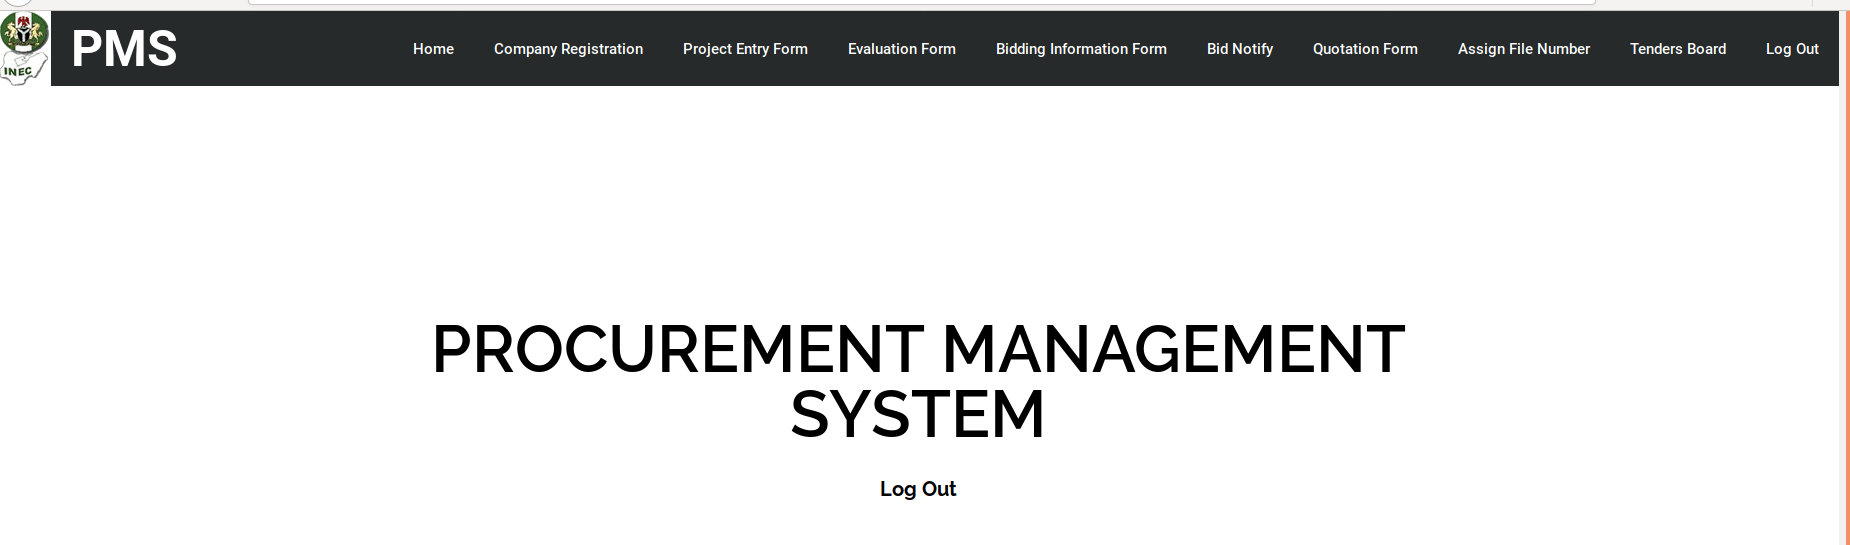 INEC
PMS
Home Company Registration Project Entry Form Evaluation Form Bidding Information Form Bid Notify Quotation Form Assign File Number Tenders Board Log Out
PROCUREMENT MANAGEMENT
SYSTEM
Log Out